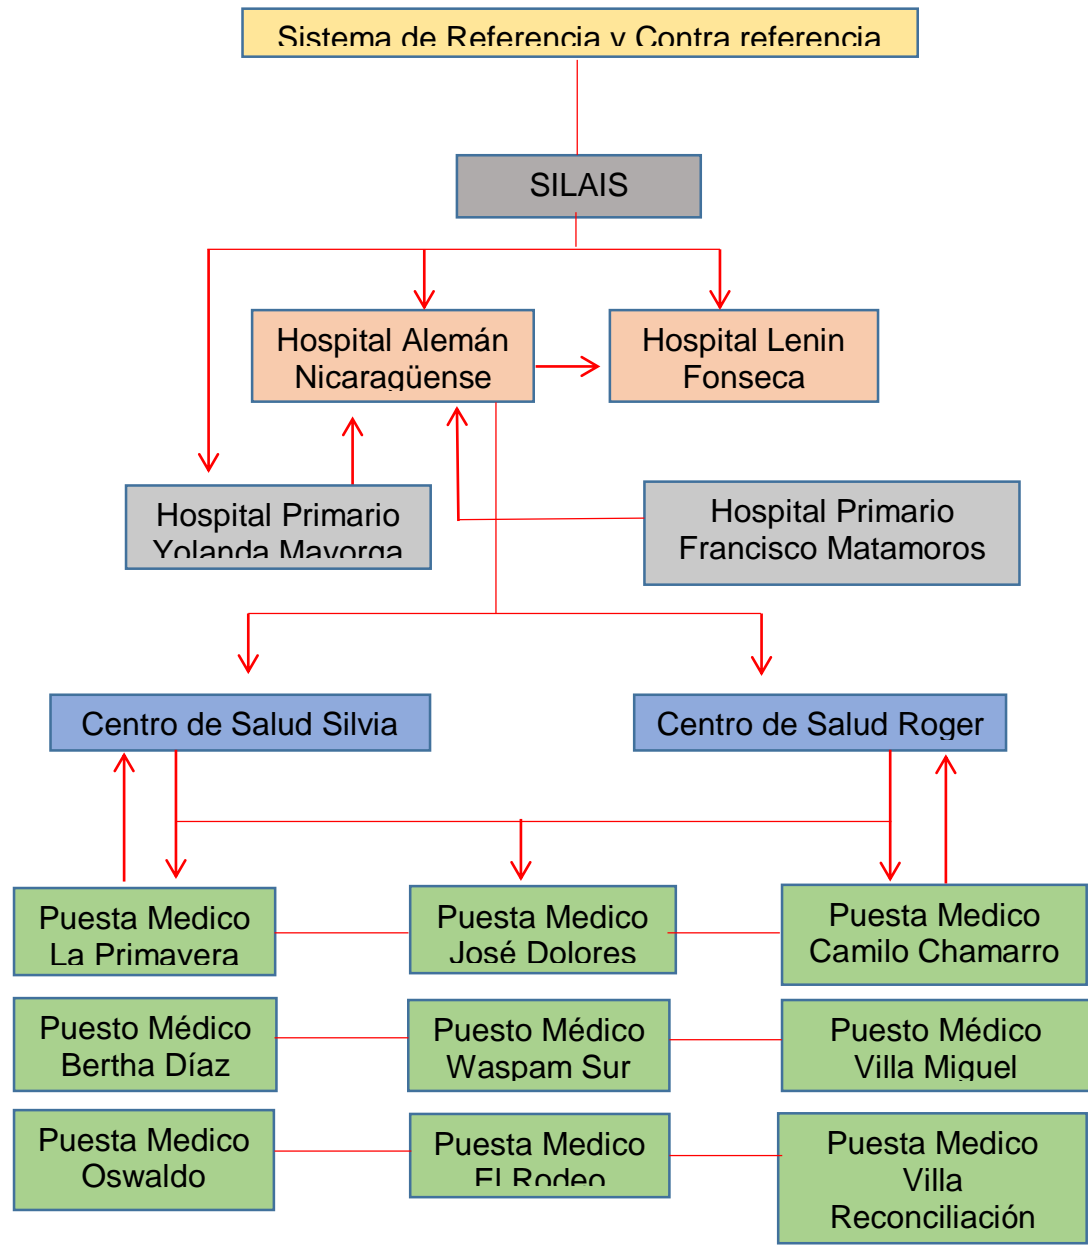 Sistema de Referencia y Contra referencia
SILAIS
Hospital Alemán
Nicaragüense
Hospital Lenin
Fonseca
Hospital Primario
Yolanda Mayorga
Hospital Primario
Francisco Matamoros
Centro de Salud Silvia
Centro de Salud Roger
Puesta Medico
La Primavera
Puesta Medico
José Dolores
Puesta Medico
Camilo Chamarro
Puesto Médico
Bertha Díaz
Puesto Médico
Waspam Sur
Puesto Médico
Villa Miguel
Puesta Medico
Oswaldo
Puesta Medico
El Rodeo
Puesta Medico
Villa
Reconciliación